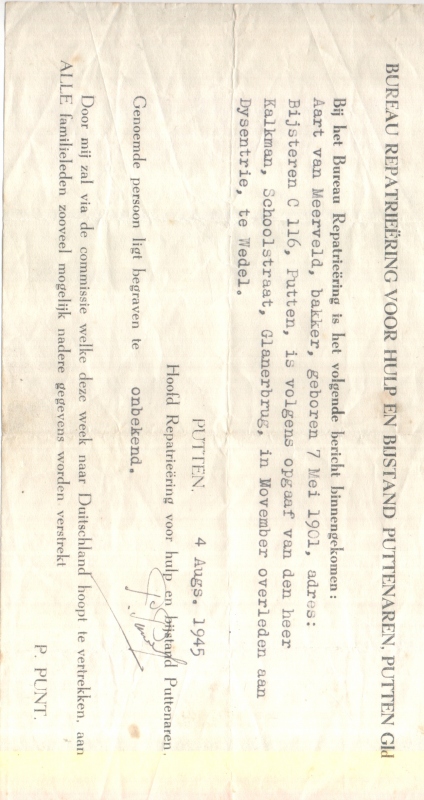 BUREAU REPATRIEËRING VOOR HULP EN BIJSTAND PUTTENAREN, PUTTEN Gld
Bij het Bureau Repatrieëring is het volgende bericht binnengekomen:
Aart van Meerveld, bakker, geboren 7 Mei 1901, adres:
Bijsteren C 116, Putten, is volgens opgaaf van den heer
Kalkman, Schoolstraat, Glanerbrug, in November overleden aan
Dysentrie, te Wedel.
PUTTEN, 4 Augs. 1945
Hoofd Repatrieëring voor hulp en bijstand Puttenaren.
Genoemde persoon ligt begraven te onbekend.
P. PUNT.
Door mij zal via de commissie welke deze week naar Duitschland hoopt te vertrekken, aan
ALLE familieleden zooveel mogelijk nadere gegevens worden verstrekt